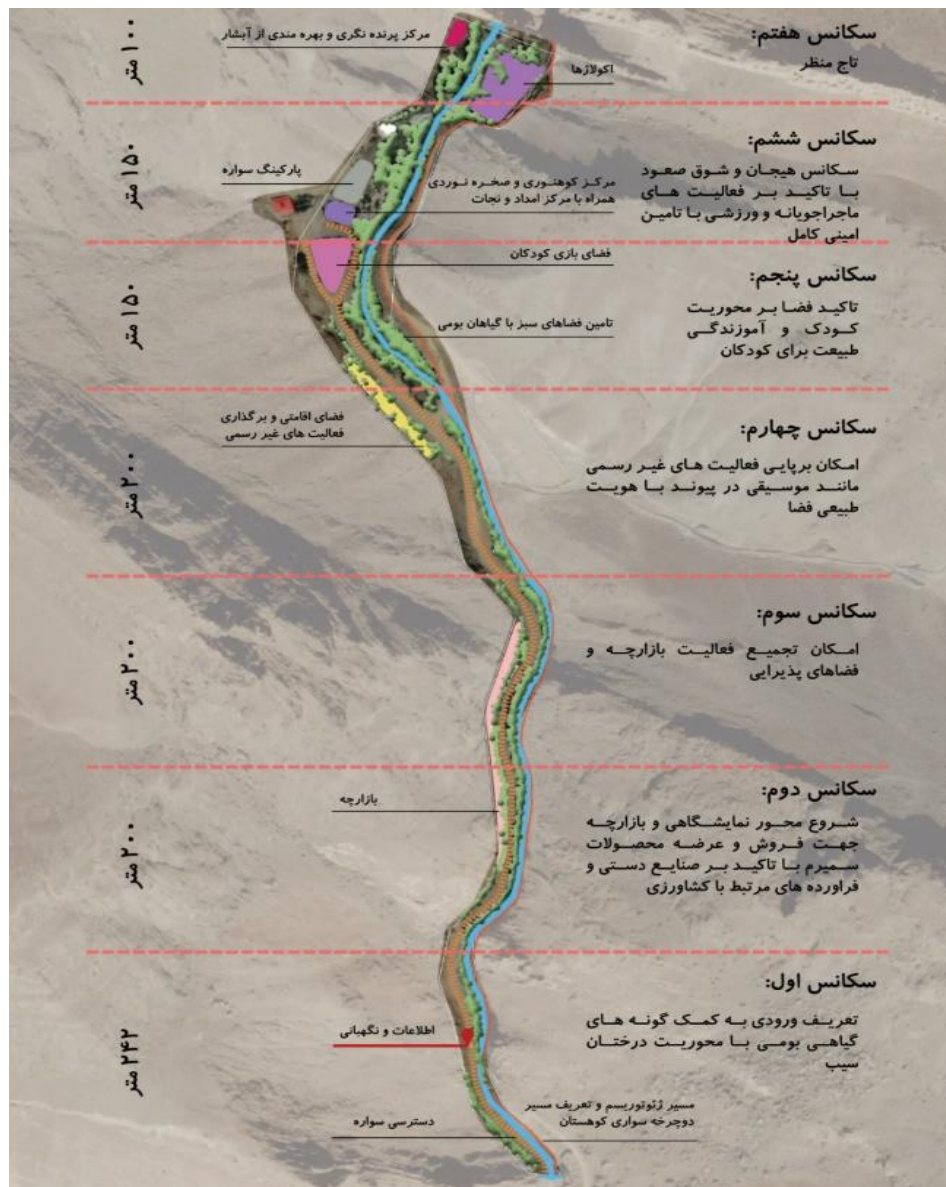 سکانس هفتم:
تاج منظر
۱۰۰ متر
مرکز پرنده نگری و بهره مندی از آبشار
اکولاژها
سکانس ششم:
سکانس هیجان و شوق صعود
با تاکید بر فعالیت های
ماجراجویانه و ورزشی با تامین
امینی کامل
۱۵۰ متر
پارکینگ سواره
مرکز کوهنوری و صخره نوردی
همراه با مرکز امداد و نجات
سکانس پنجم:
تاکید فضا بر محوریت
کودک و آموزندگی
طبیعت برای کودکان
۱۵۰ متر
فضای بازی کودکان
تامین فضاهای سبز با گیاهان بومی
سکانس چهارم:
امکان برپایی فعالیت های غیر رسمی
مانند موسیقی در پیوند با هویت
طبیعی فضا
۲۰۰ متر
فضای اقامتی و برگذاری
فعالیت های غیر رسمی
سکانس سوم:
امکان تجمیع فعالیت بازارچه و
فضاهای پذیرایی
۲۰۰ متر
سکانس دوم:
شروع محور نمایشگاهی و بازارچه
جهت فروش و عرضه محصولات
سمیرم با تاکید بر صنایع دستی و
فراورده های مرتبط با کشاورزی
۲۰۰ متر
بازارچه
سکانس اول:
تعریف ورودی به کمک گونه های
گیاهی بومی با محوریت درختان
سیب
۲۴۲ متر
اطلاعات و نگهبانی
مسیر ژئوتوریسم و تعریف مسیر
دوچرخه سواری کوهستان
دسترسی سواره